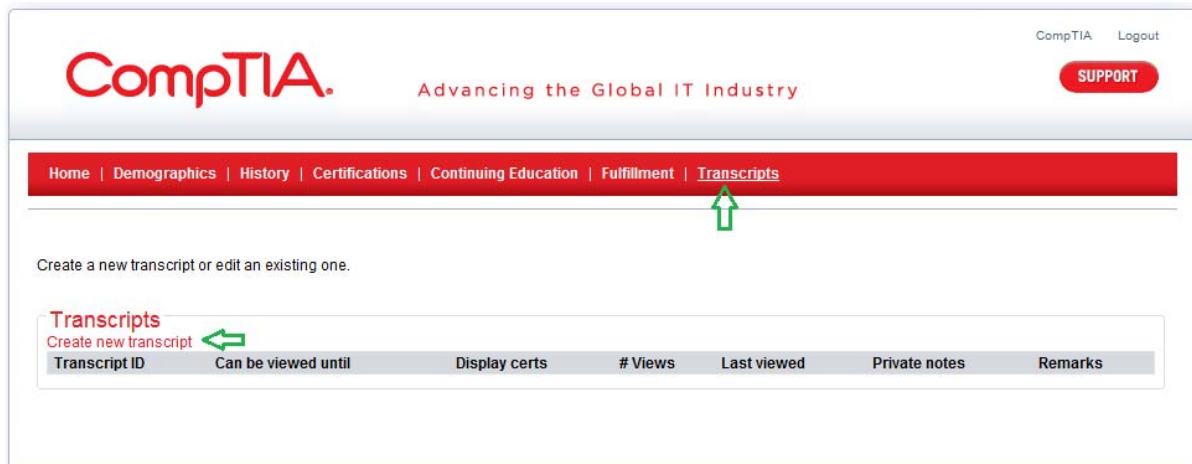 CompTIA Logout
CompTIA.
Advancing the Global IT Industry
SUPPORT
Home | Demographics | History | Certifications | Continuing Education | Fulfillment | Transcripts
Create a new transcript or edit an existing one.
Transcripts
Create new transcript
Transcript ID Can be viewed until Display certs # Views Last viewed Private notes Remarks